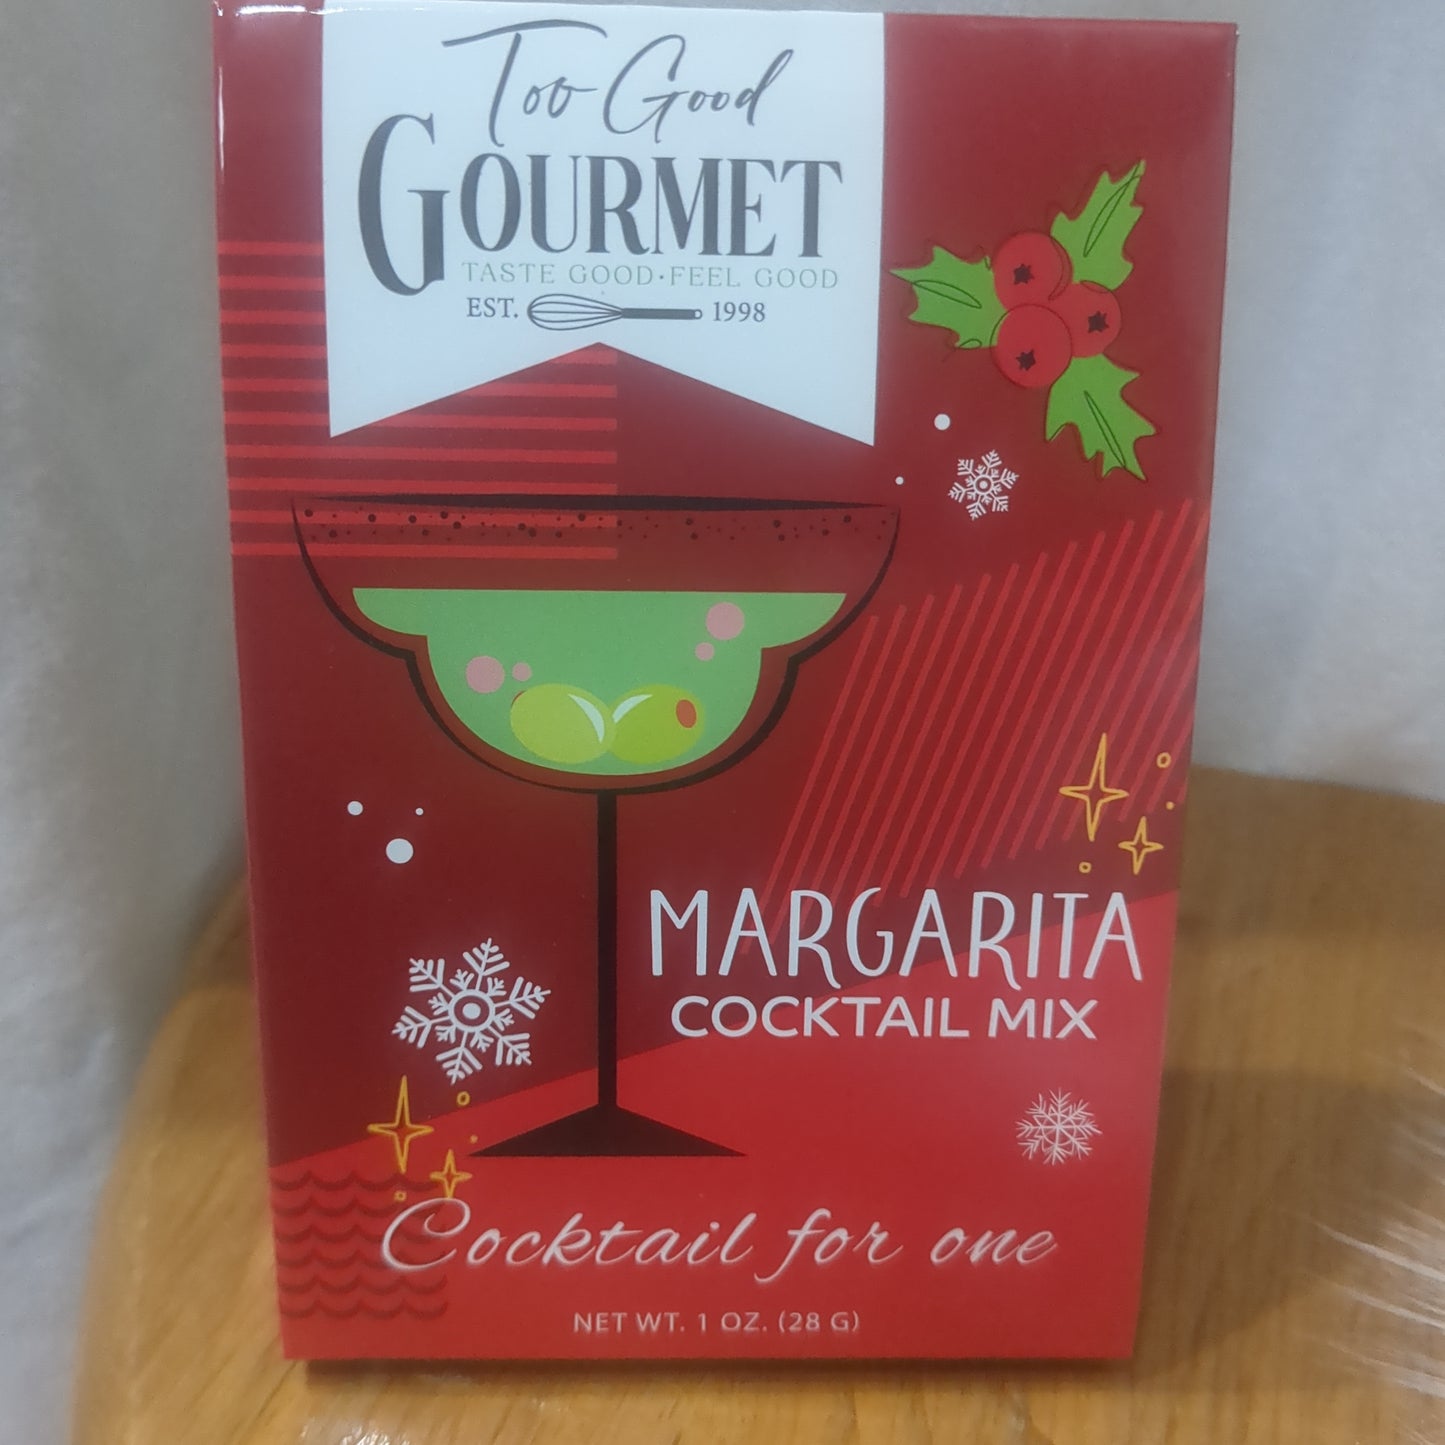 Too Good
GOURMET
TASTE GOOD·FEEL GOOD
EST. 1998
MARGARITA
COCKTAIL MIX
Cocktail for one
NET WT. 1 OZ. (28 G)